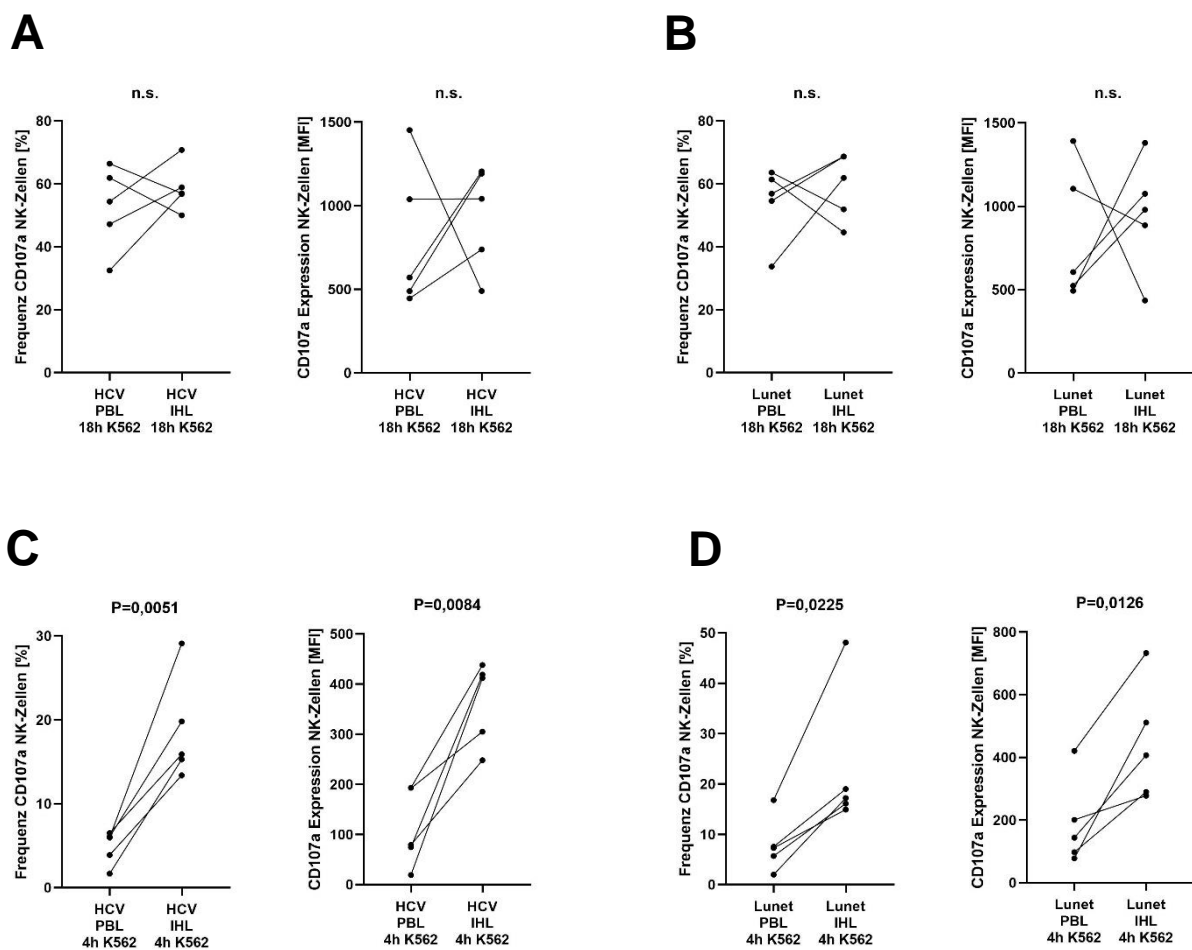 A
n.s.
Frequenz CD107a NK-Zellen [%]
80
60
40
20
0
HCV
PBL
18h K562
HCV
IHL
18h K562
n.s.
CD107a Expression NK-Zellen [MFI]
1500
1000
500
0
HCV
PBL
18h K562
HCV
IHL
18h K562
B
n.s.
Frequenz CD107a NK-Zellen [%]
80
60
40
20
0
Lunet
PBL
18h K562
Lunet
IHL
18h K562
n.s.
CD107a Expression NK-Zellen [MFI]
1500
1000
500
0
Lunet
PBL
18h K562
Lunet
IHL
18h K562
C
P=0,0051
Frequenz CD107a NK-Zellen [%]
30
20
10
0
HCV
PBL
4h K562
HCV
IHL
4h K562
P=0,0084
CD107a Expression NK-Zellen [MFI]
500
400
300
200
100
0
HCV
PBL
4h K562
HCV
IHL
4h K562
D
P=0,0225
Frequenz CD107a NK-Zellen [%]
50
40
30
20
10
0
Lunet
PBL
4h K562
Lunet
IHL
4h K562
P=0,0126
CD107a Expression NK-Zellen [MFI]
800
600
400
200
0
Lunet
PBL
4h K562
Lunet
IHL
4h K562